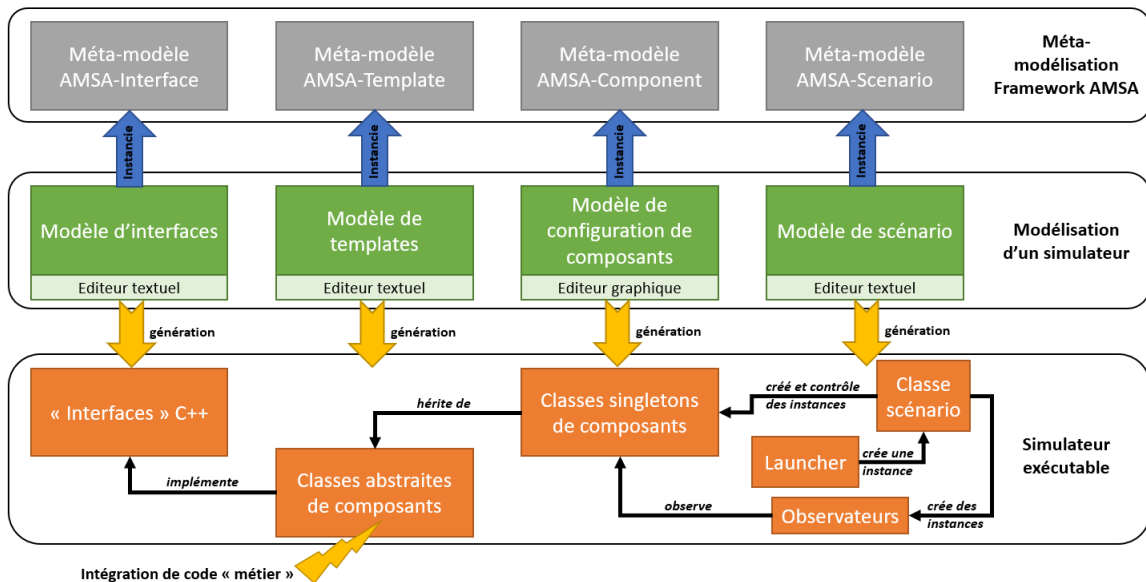 Méta-modèle
AMSA-Interface
Méta-modèle
AMSA-Template
Méta-modèle
AMSA-Component
Méta-modèle
AMSA-Scenario
Méta-
modélisation
Framework AMSA
Instancie
Instancie
Instancie
Instancie
Modèle d'interfaces
Editeur textuel
Modèle de
templates
Editeur textuel
Modèle de
configuration de
composants
Editeur graphique
Modèle de scénario
Editeur textuel
Modélisation
d'un simulateur
génération
génération
génération
génération
« Interfaces » C++
hérite de
Classes singletons
de composants
créé et contrôle
des instances
Classe
scénario
Launcher
crée une
instance
Simulateur
exécutable
implémente
Classes abstraites
de composants
observe
Observateurs
crée des
instances
Intégration de code « métier »